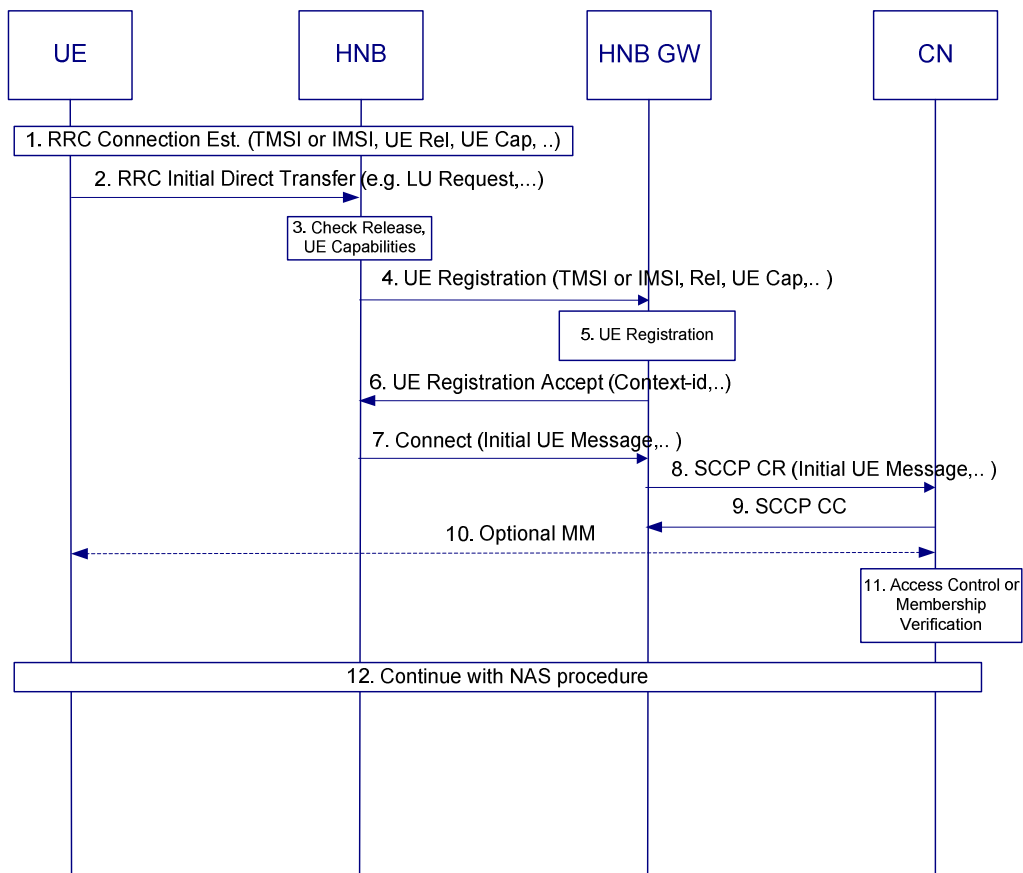 UE
HNB
HNB GW
CN
1. RRC Connection Est. (TMSI or IMSI, UE Rel, UE Cap, ..)
2. RRC Initial Direct Transfer (e.g. LU Request,...)
3. Check Release,
UE Capabilities
4. UE Registration (TMSI or IMSI, Rel, UE Cap,.. )
5. UE Registration
6. UE Registration Accept (Context-id,..)
7. Connect (Initial UE Message,.. )
8. SCCP CR (Initial UE Message,.. )
9. SCCP CC
10. Optional MM
11. Access Control or
Membership
Verification
12. Continue with NAS procedure